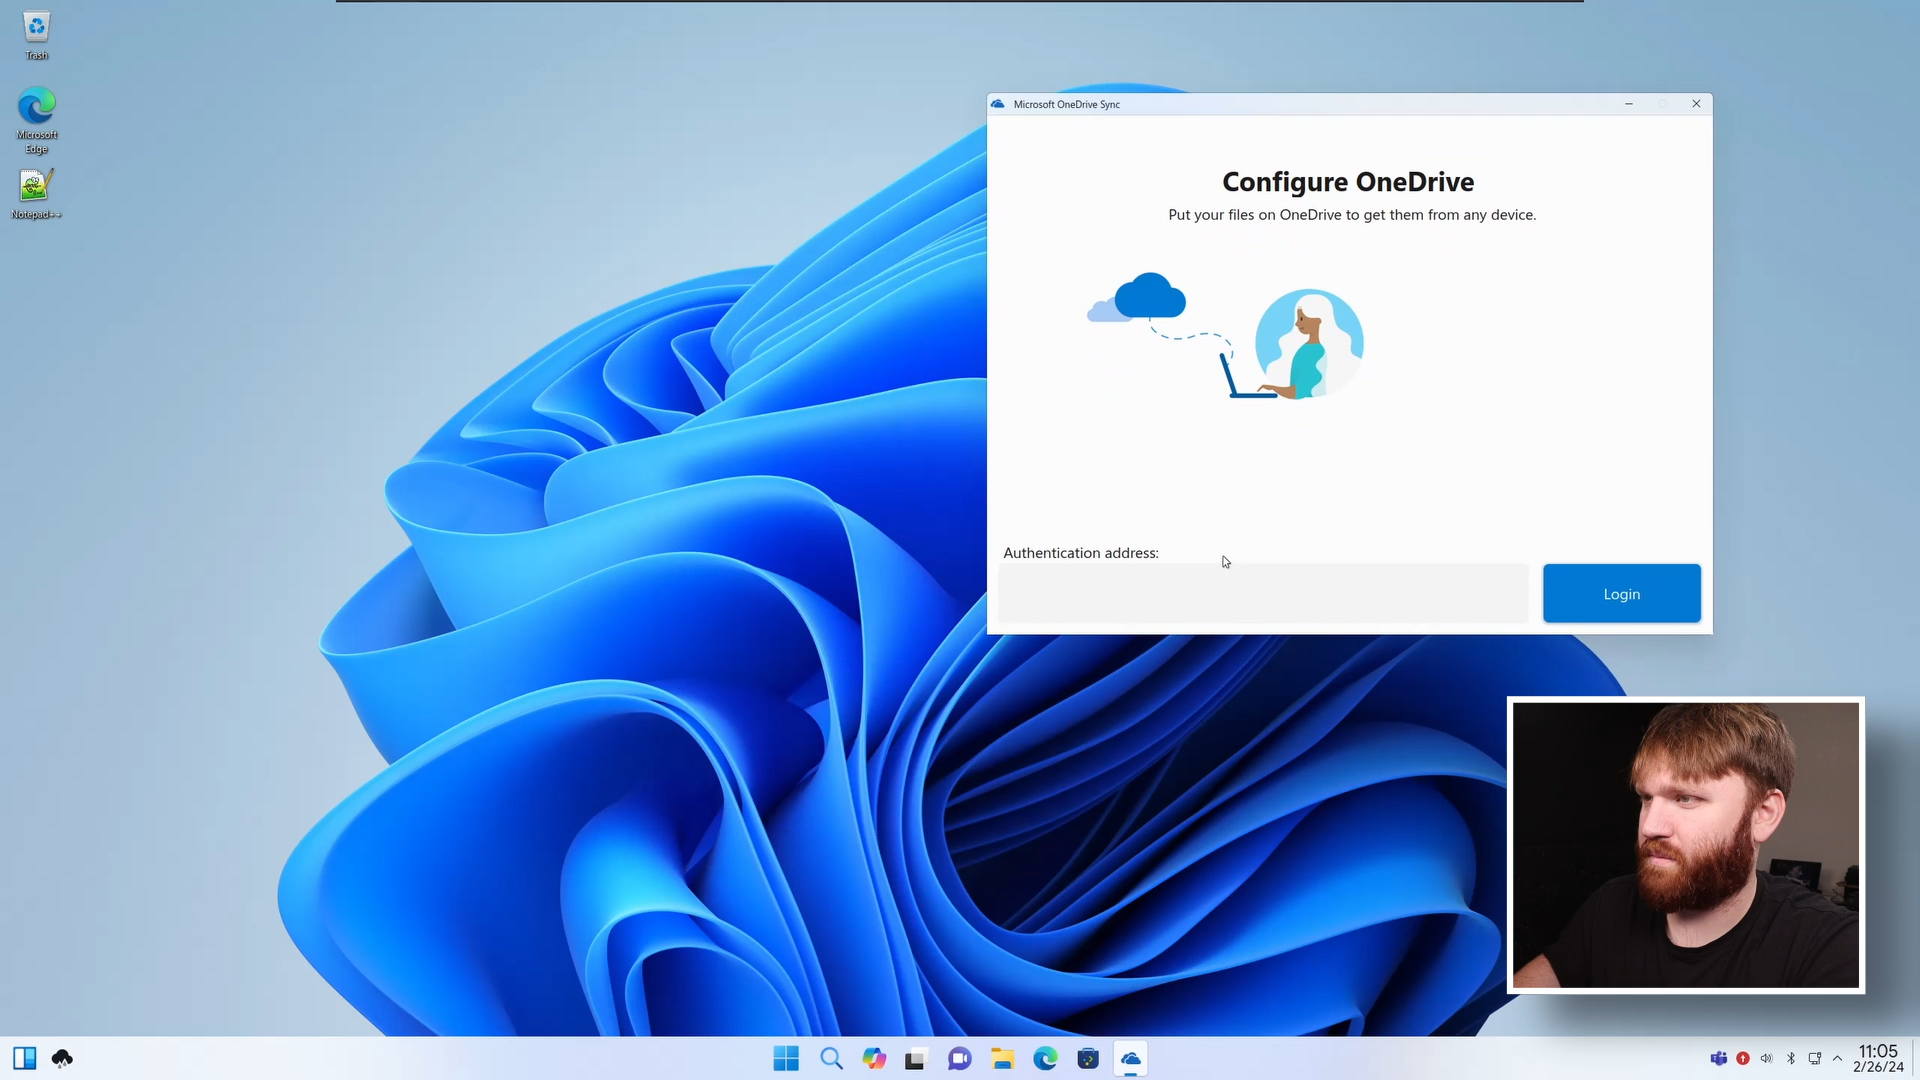 Trash
Microsoft
Edge
Notepad++
Microsoft OneDrive Sync
Configure OneDrive
Put your files on OneDrive to get them from any device.
Authentication address:
Login
11:05
2/26/24